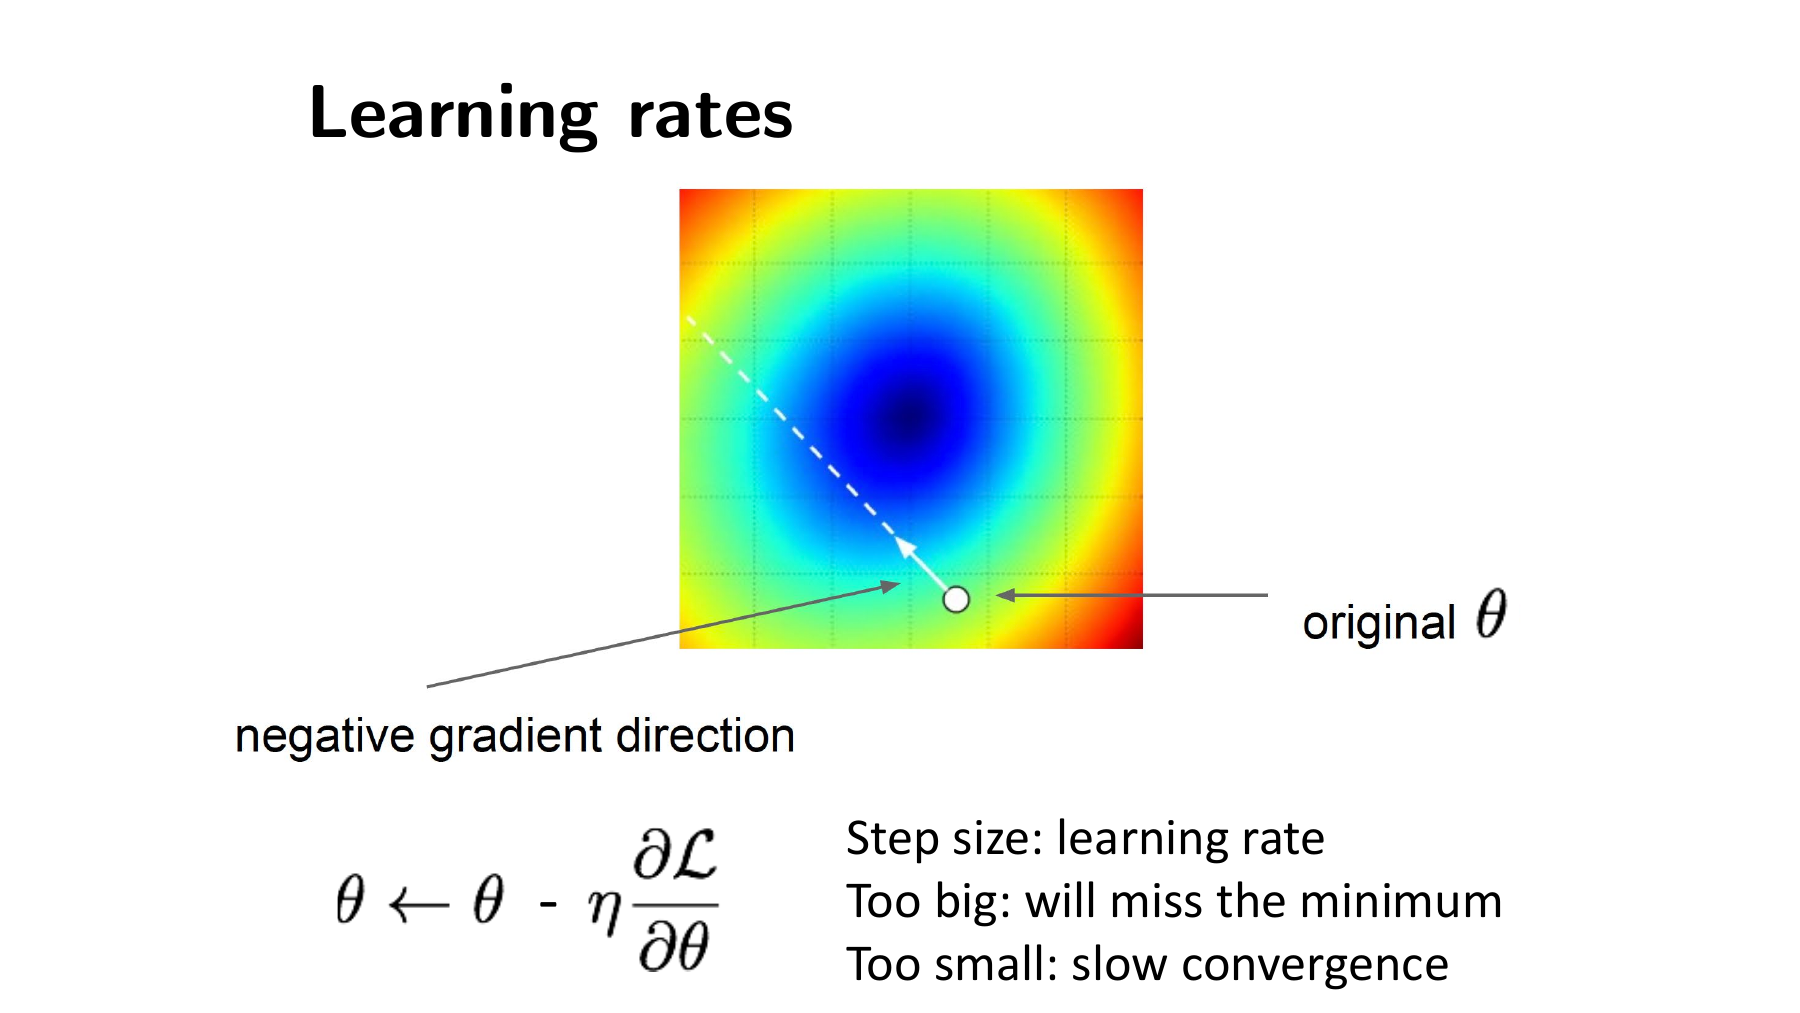 Learning rates
original θ
negative gradient direction
θ ← θ - η ∂ℒ/∂θ
Step size: learning rate
Too big: will miss the minimum
Too small: slow convergence